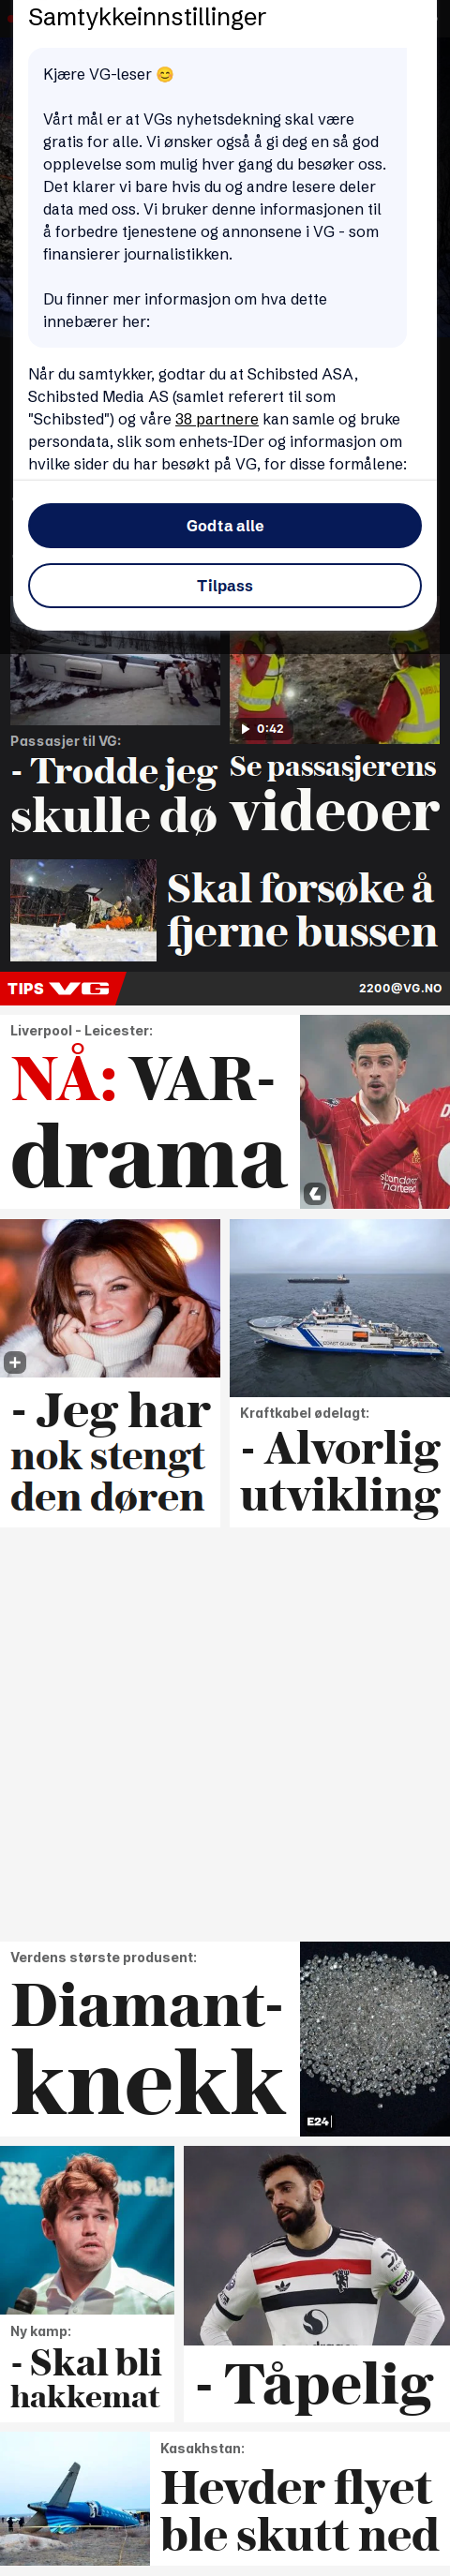 Samtykkeinnstillinger
Kjære VG-leser 😊
Vårt mål er at VGs nyhetsdekning skal være
gratis for alle. Vi ønsker også å gi deg en så god
opplevelse som mulig hver gang du besøker oss.
Det klarer vi bare hvis du og andre lesere deler
data med oss. Vi bruker denne informasjonen til
å forbedre tjenestene og annonsene i VG - som
finansierer journalistikken.
Du finner mer informasjon om hva dette
innebærer her:
Når du samtykker, godtar du at Schibsted ASA,
Schibsted Media AS (samlet referert til som
"Schibsted") og våre 38 partnere kan samle og bruke
persondata, slik som enhets-IDer og informasjon om
hvilke sider du har besøkt på VG, for disse formålene:
Godta alle
Tilpass
0:42
Passasjer til VG:
- Trodde jeg
skulle dø
Se passasjerens
videoer
Skal forsøke å
fjerne bussen
TIPS VG
2200@VG.NO
Liverpool - Leicester:
NÅ: VAR-
drama
- Jeg har
nok stengt
den døren
COAST GUARD
Kraftkabel ødelagt:
- Alvorlig
utvikling
Verdens største produsent:
Diamant-
knekk
E24
Ny kamp:
- Skal bli
hakkemat
- Tåpelig
Kasakhstan:
Hevder flyet
ble skutt ned